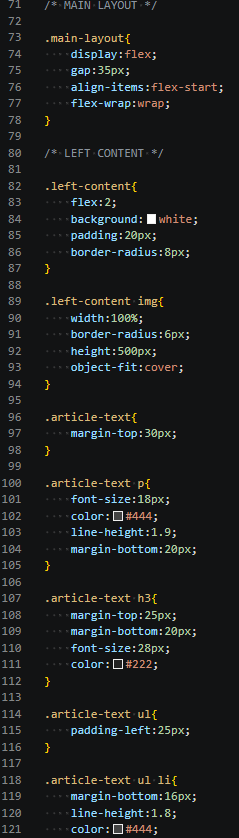 71 /* MAIN LAYOUT */
72
73 .main-layout{
74     display:flex;
75     gap:35px;
76     align-items:flex-start;
77     flex-wrap:wrap;
78 }
79
80 /* LEFT CONTENT */
81
82 .left-content{
83     flex:2;
84     background:white;
85     padding:20px;
86     border-radius:8px;
87 }
88
89 .left-content img{
90     width:100%;
91     border-radius:6px;
92     height:500px;
93     object-fit:cover;
94 }
95
96 .article-text{
97     margin-top:30px;
98 }
99
100 .article-text p{
101     font-size:18px;
102     color:#444;
103     line-height:1.9;
104     margin-bottom:20px;
105 }
106
107 .article-text h3{
108     margin-top:25px;
109     margin-bottom:20px;
110     font-size:28px;
111     color:#222;
112 }
113
114 .article-text ul{
115     padding-left:25px;
116 }
117
118 .article-text ul li{
119     margin-bottom:16px;
120     line-height:1.8;
121     color:#444;